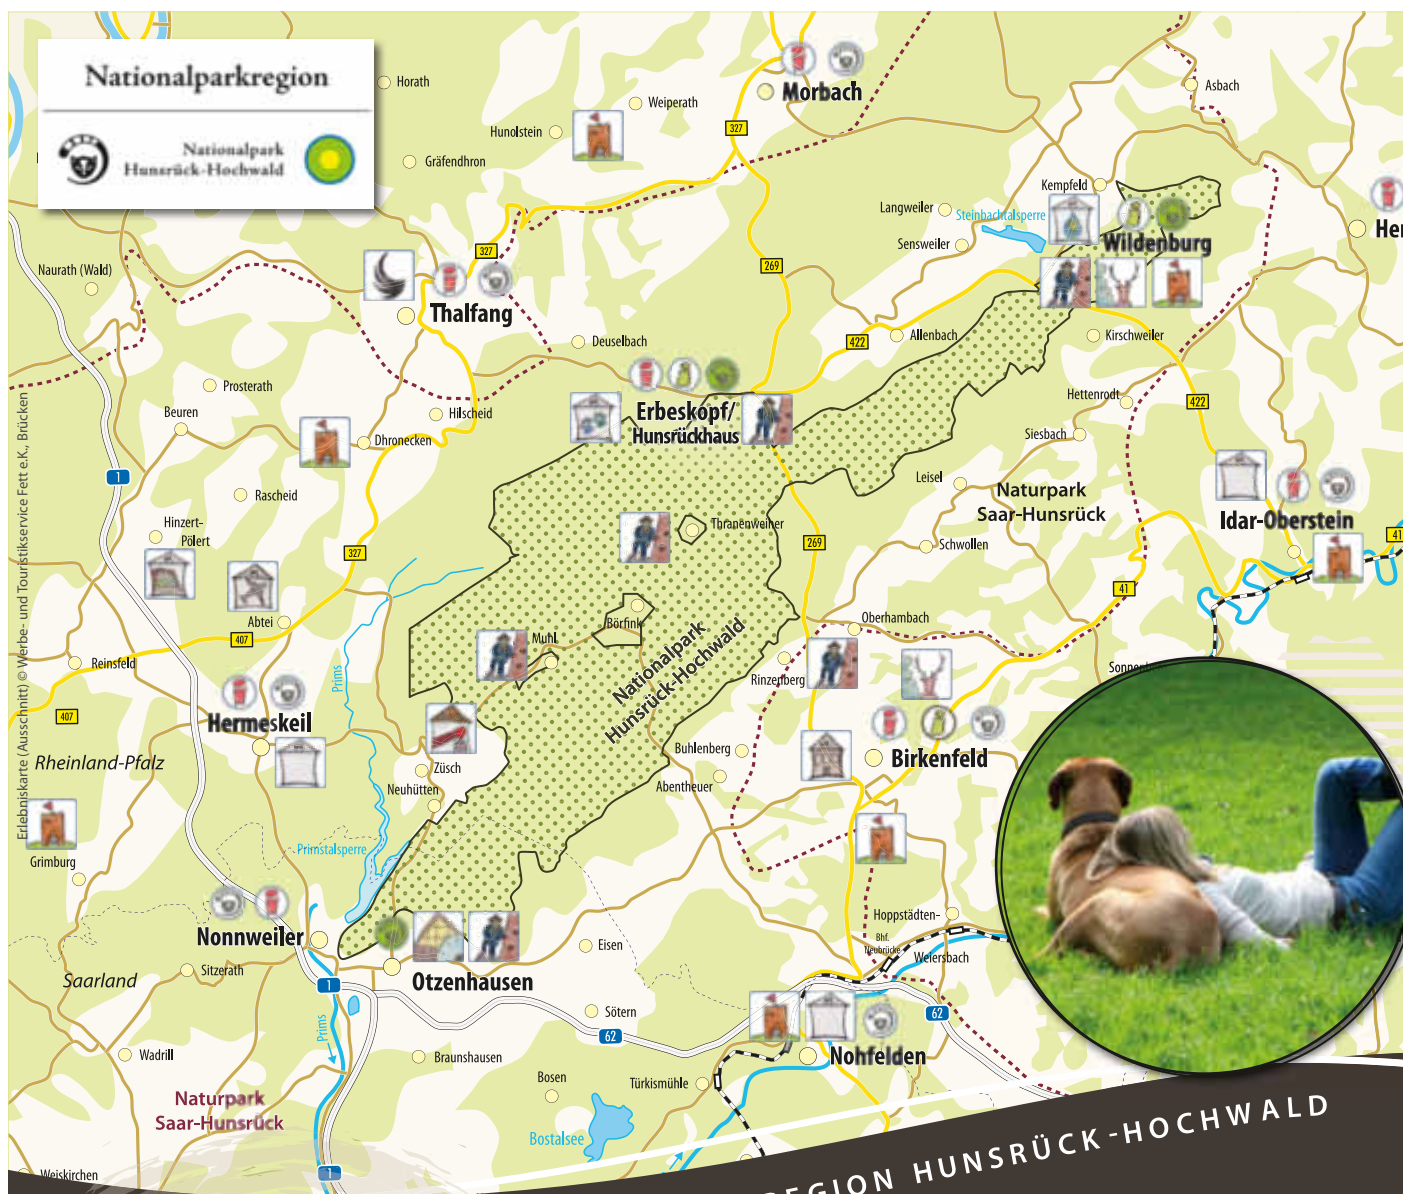 Nationalparkregion
Nationalpark
Hunsrück-Hochwald
Horath
Weiperath
Hunolstein
Gräfendhron
Morbach
327
Asbach
Kempfeld
Langweiler
Steinbachtalsperre
Sensweiler
Wildenburg
Her
Naurath (Wald)
327
269
Thalfang
Deuselbach
422
Allenbach
Kirschweiler
Prosterath
Beuren
Hilscheid
Dhronecken
Erbeskopf/
Hunsrückhaus
Hettenrodt
422
Siesbach
1
Rascheid
Leisel
Naturpark
Saar-Hunsrück
Idar-Oberstein
Hinzert-
Pölert
Thranenweiher
327
269
Schwollen
41
41
Abtei
407
Börfink
Oberhambach
Muhl
Reinsfeld
Prims
Nationalpark
Hunsrück-Hochwald
Rinzenberg
407
Hermeskeil
Rheinland-Pfalz
Züsch
Neuhütten
Buhlenberg
Abentheuer
Birkenfeld
Primstalsperre
Grimburg
Nonnweiler
Sitzerath
Saarland
Otzenhausen
Eisen
Hoppstädten-
Bhf.
Neubrücke
Weiersbach
1
Sötern
62
62
Prims
Wadrill
Braunshausen
Nohfelden
Naturpark
Saar-Hunsrück
Bosen
Türkismühle
Bostalsee
Weiskirchen
1
REGION HUNSRÜCK-HOCHWALD
Erlebniskarte (Ausschnitt) © Werbe- und Touristikservice Fett e.K., Brücken